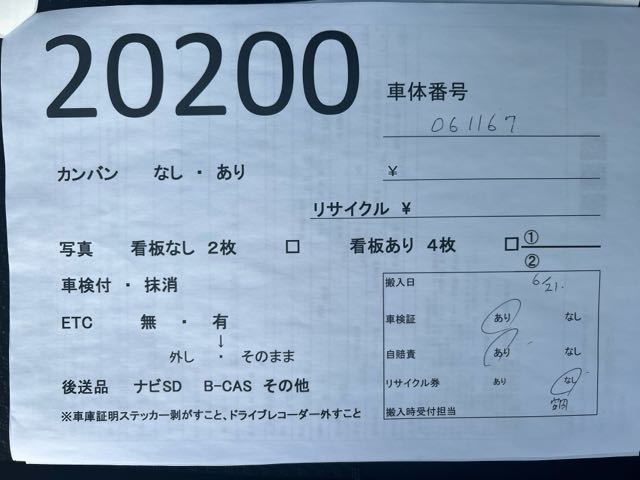 20200
車体番号
061167
カンバン なし ・ あり
¥
リサイクル ¥
写真 看板なし 2枚 □ 看板あり 4枚 □ ①
②
車検付 ・ 抹消
ETC 無 ・ 有
↓
外し ・ そのまま
後送品 ナビSD B-CAS その他
※車庫証明ステッカー剥がすこと、ドライブレコーダー外すこと
搬入日 6/21.
車検証 あり なし
自賠責 あり なし
リサイクル券 あり なし
搬入時受付担当